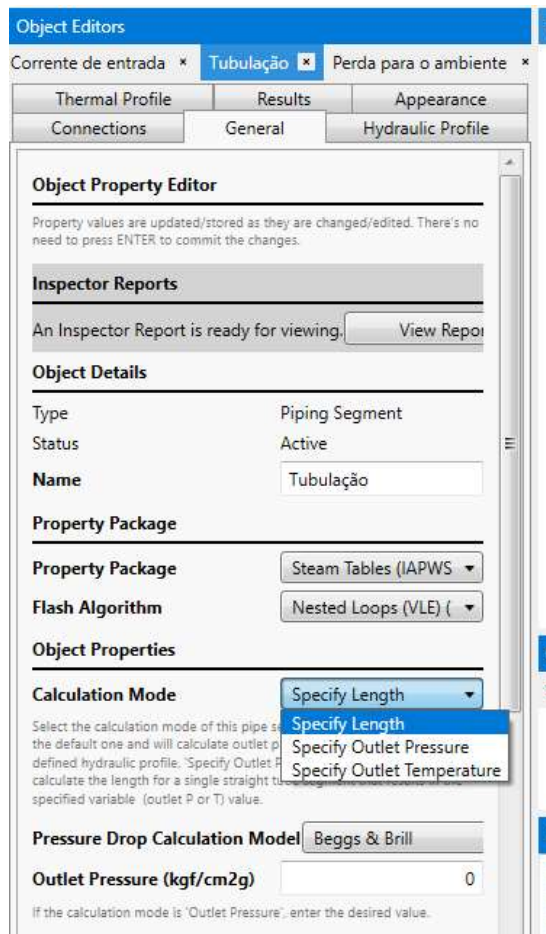 Object Editors
Corrente de entrada × Tubulação × Perda para o ambiente ×
Thermal Profile Results Appearance
Connections General Hydraulic Profile
Object Property Editor
Property values are updated/stored as they are changed/edited. There's no
need to press ENTER to commit the changes.
Inspector Reports
An Inspector Report is ready for viewing. View Repor
Object Details
Type Piping Segment
Status Active
Name Tubulação
Property Package
Property Package Steam Tables (IAPWS
Flash Algorithm Nested Loops (VLE) (
Object Properties
Calculation Mode Specify Length
Specify Length
Specify Outlet Pressure
Specify Outlet Temperature
Select the calculation mode of this pipe
the default one and will calculate outlet
defined hydraulic profile. 'Specify Outlet
calculate the length for a single straight
specified variable (outlet P or T) value.
Pressure Drop Calculation Model Beggs & Brill
Outlet Pressure (kgf/cm2g) 0
If the calculation mode is 'Outlet Pressure', enter the desired value.